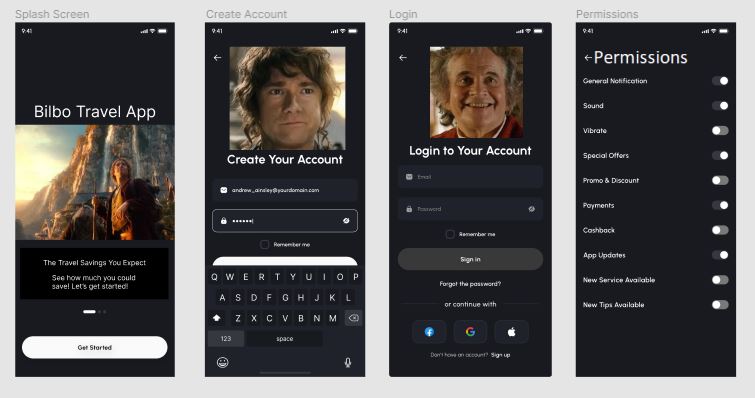 Splash Screen
9:41
Bilbo Travel App
The Travel Savings You Expect
See how much you could
save! Let's get started!
Get Started
Create Account
9:41
Create Your Account
andrew_ainsley@yourdomain.com
Remember me
Q W E R T Y U I O P
A S D F G H J K L
Z X C V B N M
123 space
Login
9:41
Login to Your Account
Email
Password
Remember me
Sign in
Forgot the password?
or continue with
G
Don't have an account? Sign up
Permissions
9:41
Permissions
General Notification
Sound
Vibrate
Special Offers
Promo & Discount
Payments
Cashback
App Updates
New Service Available
New Tips Available